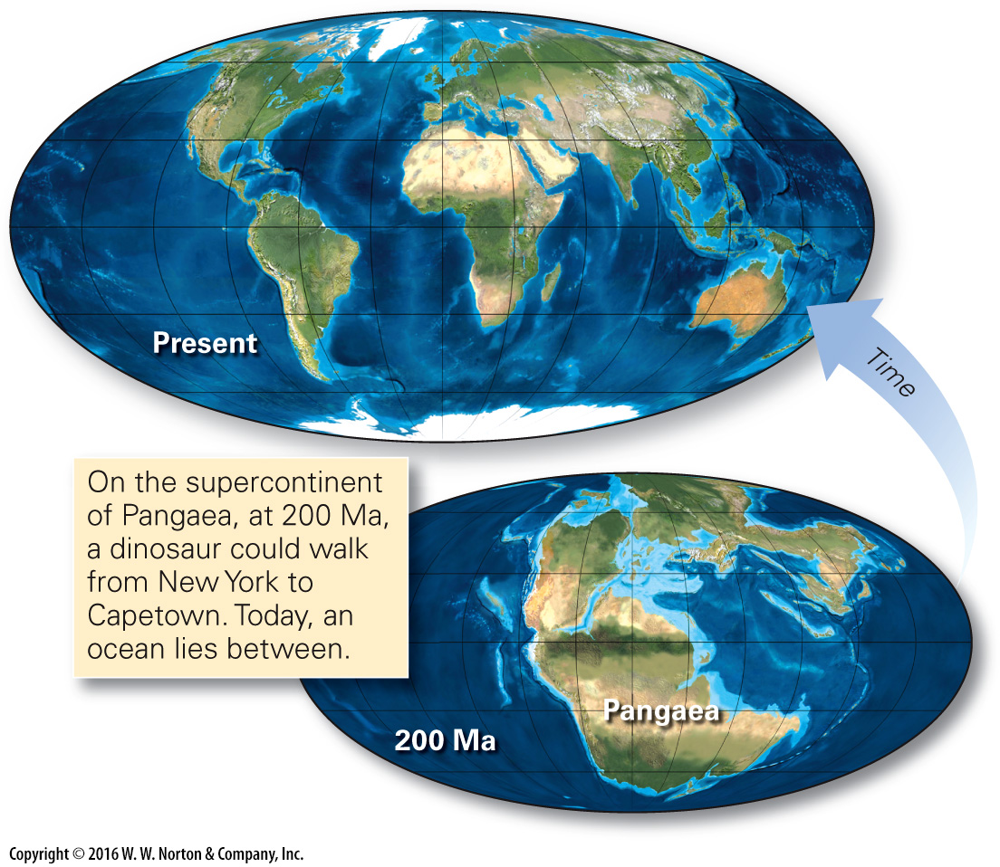 Present
Time
On the supercontinent
of Pangaea, at 200 Ma,
a dinosaur could walk
from New York to
Capetown. Today, an
ocean lies between.
Pangaea
200 Ma
Copyright © 2016 W. W. Norton & Company, Inc.